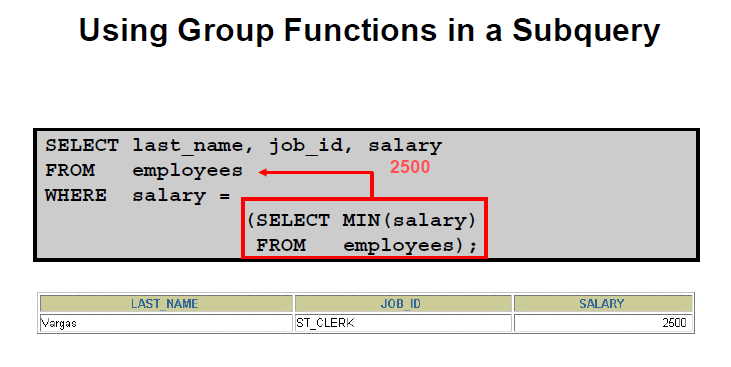 Using Group Functions in a Subquery
SELECT last_name, job_id, salary
FROM employees
2500
WHERE salary =
(SELECT MIN(salary)
FROM employees);
LAST_NAME JOB_ID SALARY
Vargas ST_CLERK 2500